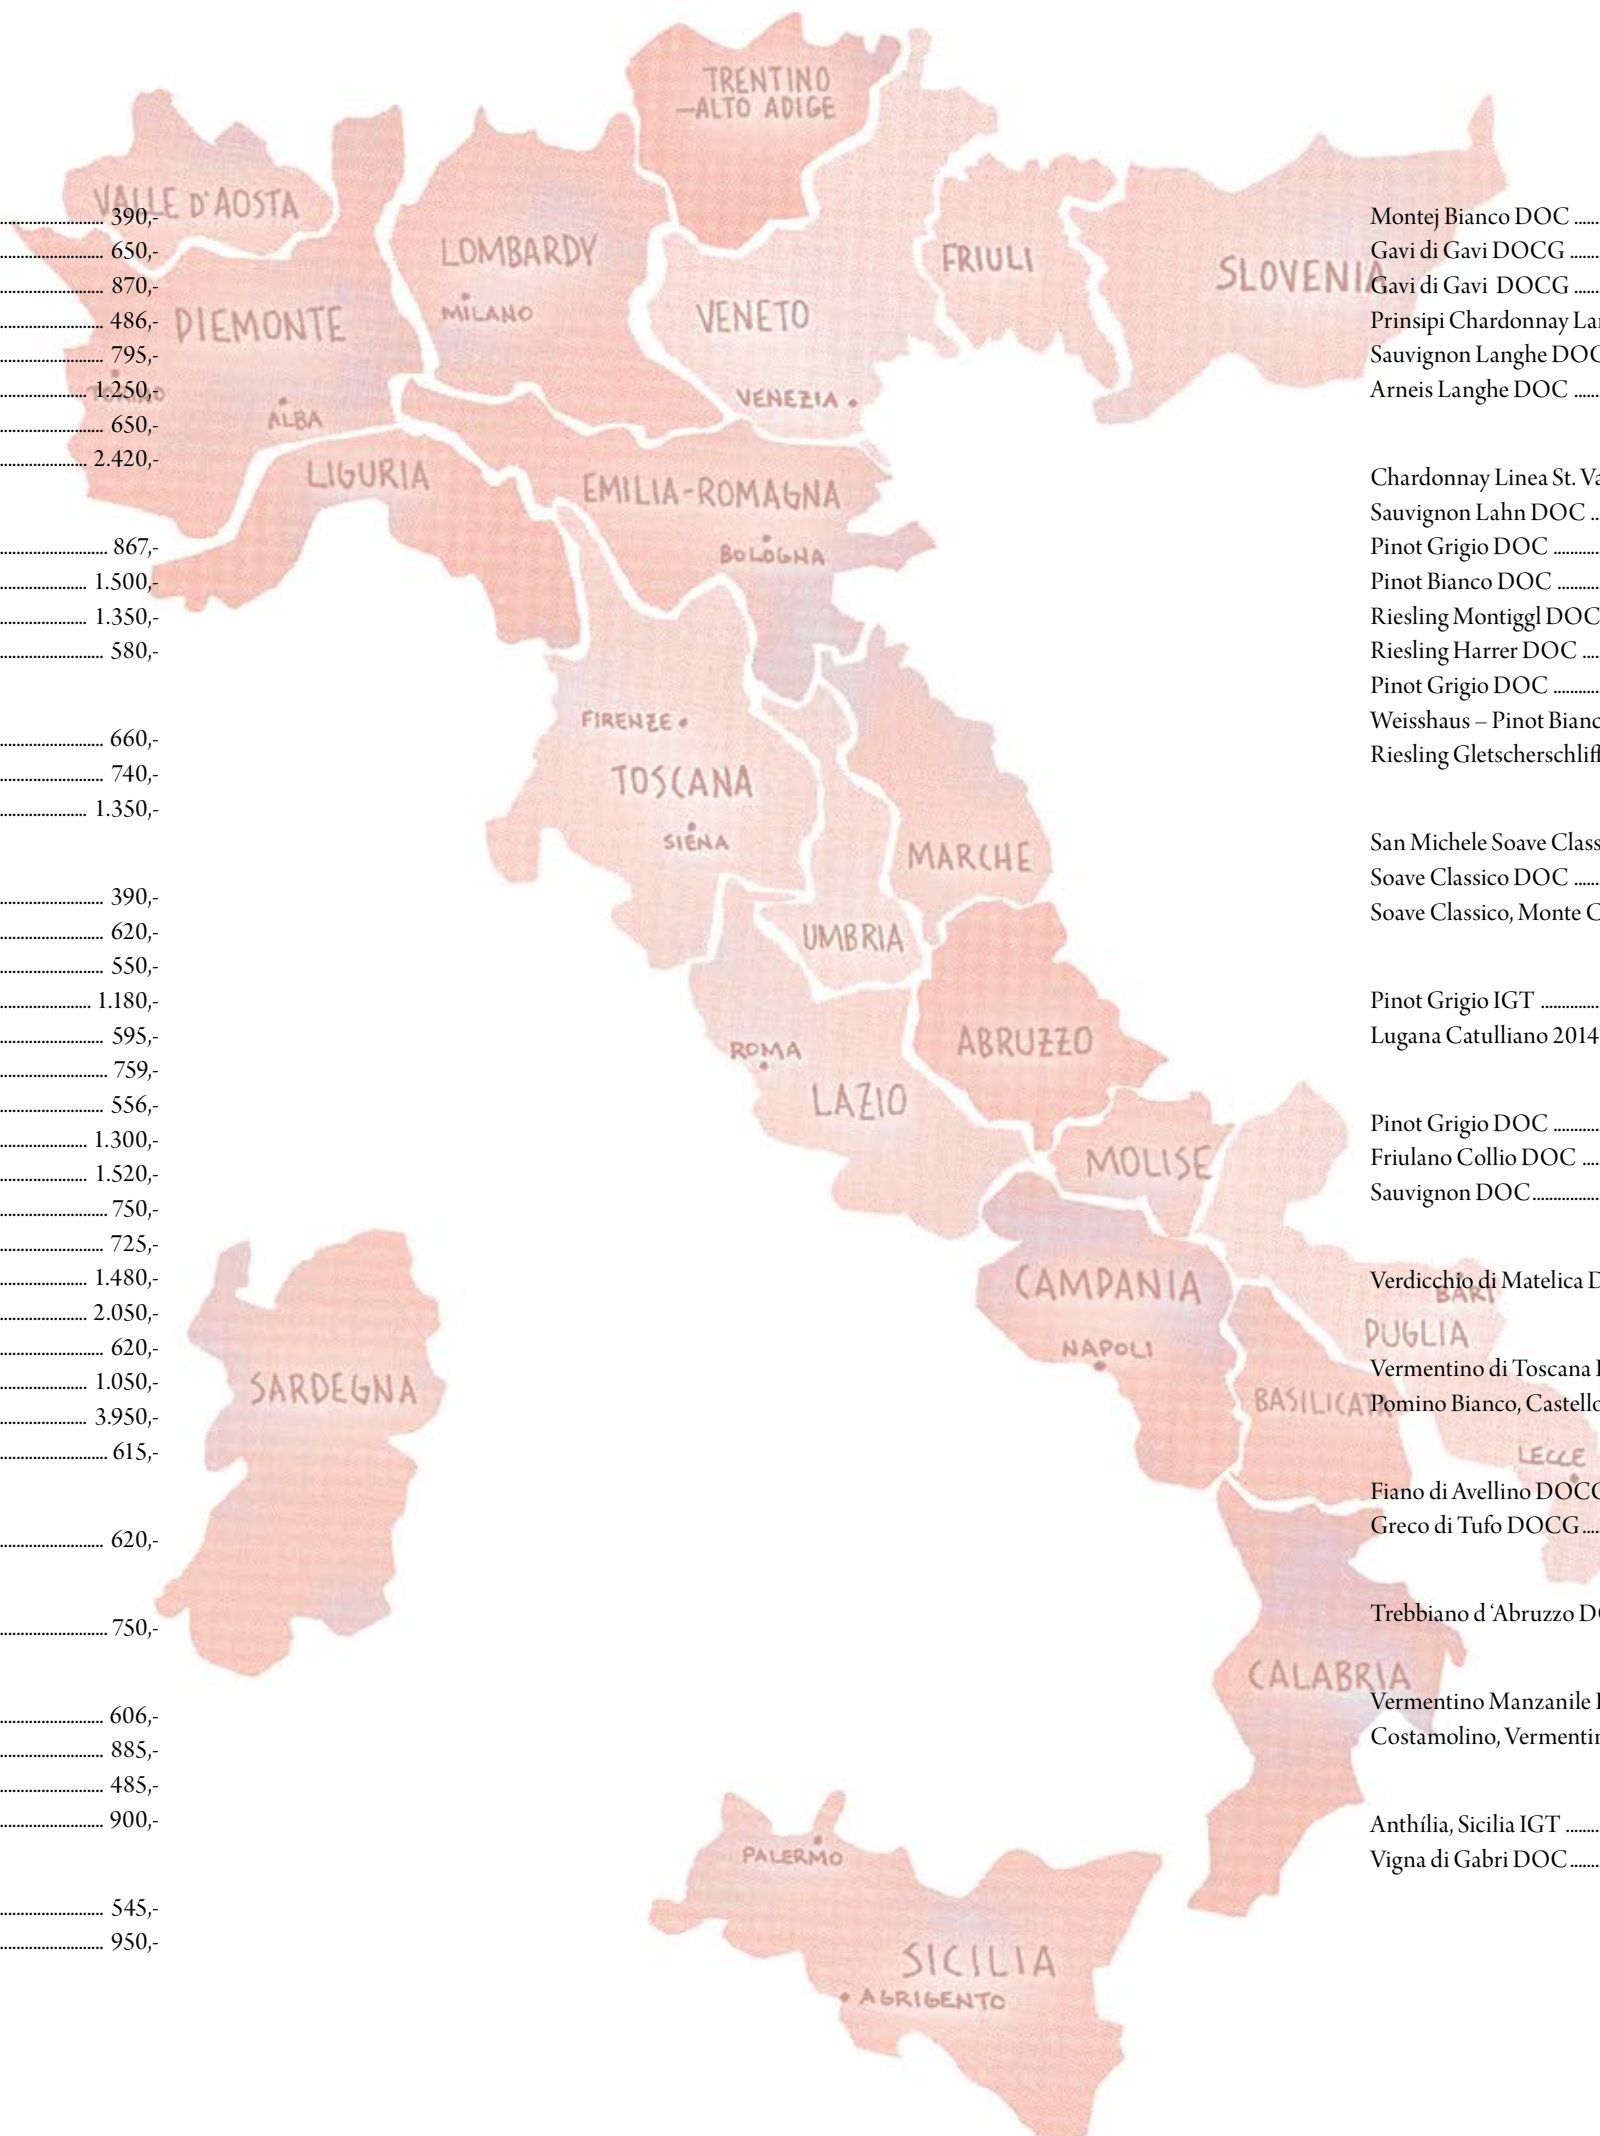 390,-
650,-
870,-
486,-
795,-
1.250,-
650,-
2.420,-
867,-
1.500,-
1.350,-
580,-
660,-
740,-
1.350,-
390,-
620,-
550,-
1.180,-
595,-
759,-
556,-
1.300,-
1.520,-
750,-
725,-
1.480,-
2.050,-
620,-
1.050,-
3.950,-
615,-
620,-
750,-
606,-
885,-
485,-
900,-
545,-
950,-
TRENTINO
-ALTO ADIGE
VALLE D'AOSTA
LOMBARDY
MILANO
PIEMONTE
TORINO
ALBA
LIGURIA
VENETO
VENEZIA
FRIULI
SLOVENIA
EMILIA-ROMAGNA
BOLOGNA
FIRENZE
TOSCANA
SIENA
MARCHE
UMBRIA
ABRUZZO
ROMA
LAZIO
MOLISE
CAMPANIA
NAPOLI
BARI
PUGLIA
BASILICATA
LECCE
CALABRIA
SARDEGNA
PALERMO
SICILIA
AGRIGENTO
Montej Bianco DOC
Gavi di Gavi DOCG
Gavi di Gavi DOCG
Prinsipi Chardonnay
Sauvignon Langhe DOC
Arneis Langhe DOC
Chardonnay Linea St.
Sauvignon Lahn DOC
Pinot Grigio DOC
Pinot Bianco DOC
Riesling Montiggl DOC
Riesling Harrer DOC
Pinot Grigio DOC
Weisshaus – Pinot Bianc
Riesling Gletscherschliff
San Michele Soave Class
Soave Classico DOC
Soave Classico, Monte
Pinot Grigio IGT
Lugana Catulliano 2014
Pinot Grigio DOC
Friulano Collio DOC
Sauvignon DOC
Verdicchio di Matelica
Vermentino di Toscana
Pomino Bianco, Castello
Fiano di Avellino DOCG
Greco di Tufo DOCG
Trebbiano d ‘Abruzzo
Vermentino Manzanile
Costamolino, Vermentin
Anthília, Sicilia IGT
Vigna di Gabri DOC